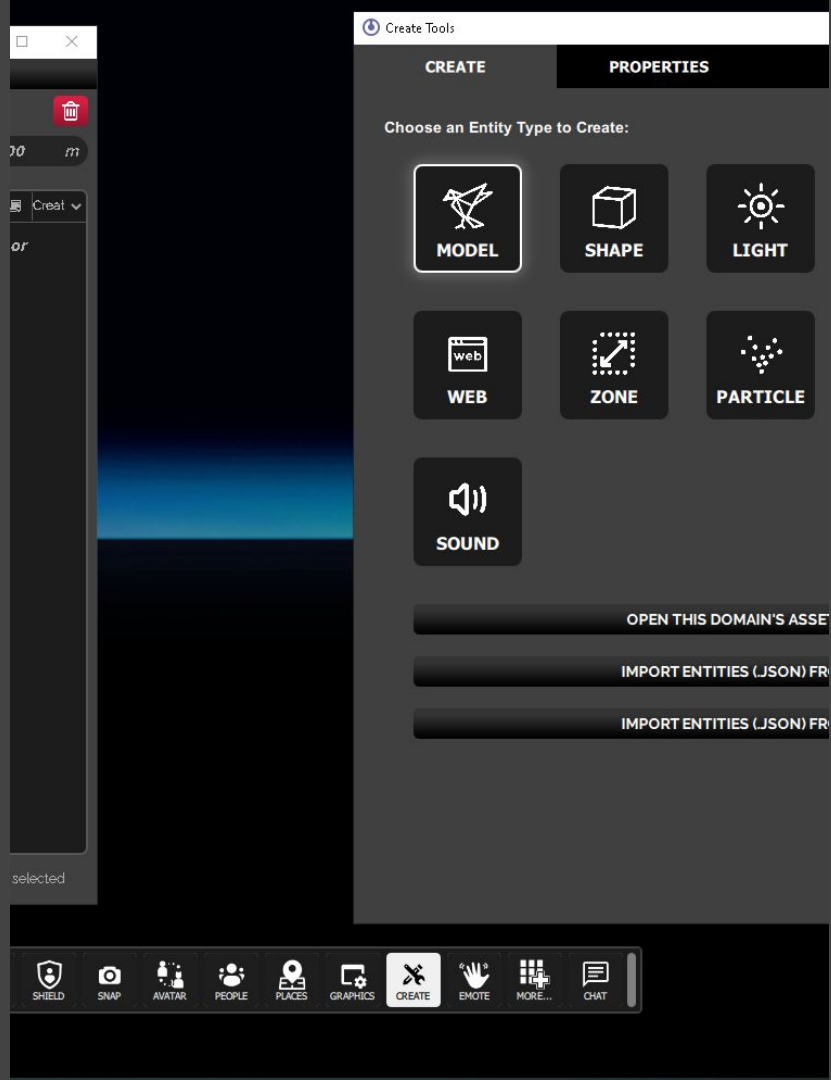 Create Tools
CREATE PROPERTIES
Choose an Entity Type to Create:
MODEL SHAPE LIGHT
web
WEB ZONE PARTICLE
SOUND
OPEN THIS DOMAIN'S ASSE
IMPORT ENTITIES (.JSON) FR
IMPORT ENTITIES (.JSON) FR
m
Creat
or
selected
SHIELD SNAP AVATAR PEOPLE PLACES GRAPHICS CREATE EMOTE MORE... CHAT